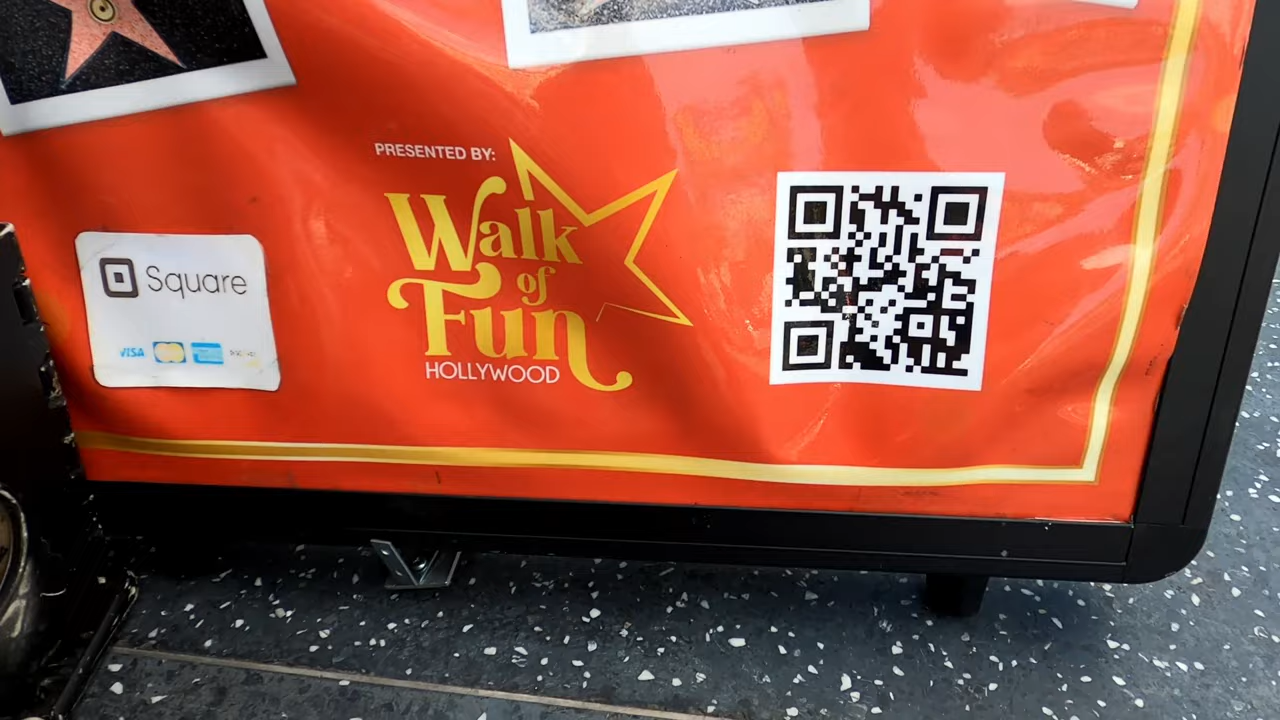 PRESENTED BY:
Walk
of
Fun
HOLLYWOOD
Square
VISA